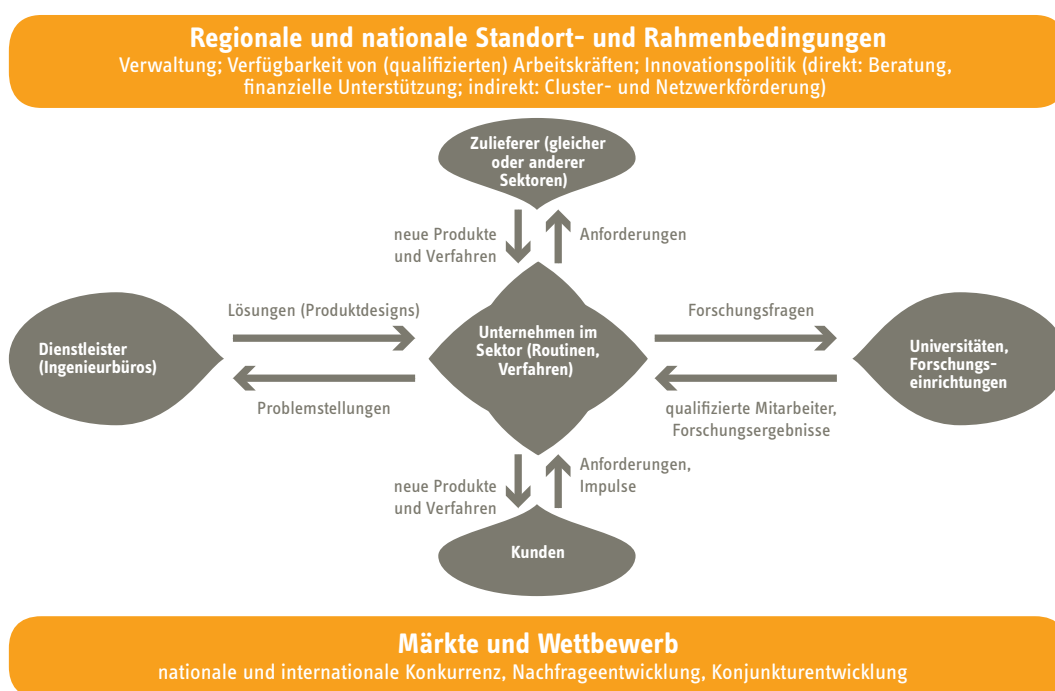 Regionale und nationale Standort- und Rahmenbedingungen
Verwaltung; Verfügbarkeit von (qualifizierten) Arbeitskräften; Innovationspolitik (direkt: Beratung,
finanzielle Unterstützung; indirekt: Cluster- und Netzwerkförderung)
Zulieferer (gleicher
oder anderer
Sektoren)
neue Produkte
und Verfahren
Anforderungen
Lösungen (Produktdesigns)
Forschungsfragen
Dienstleister
(Ingenieurbüros)
Unternehmen im
Sektor (Routinen,
Verfahren)
Universitäten,
Forschungs-
einrichtungen
Problemstellungen
qualifizierte Mitarbeiter,
Forschungsergebnisse
neue Produkte
und Verfahren
Anforderungen,
Impulse
Kunden
Märkte und Wettbewerb
nationale und internationale Konkurrenz, Nachfrageentwicklung, Konjunkturentwicklung